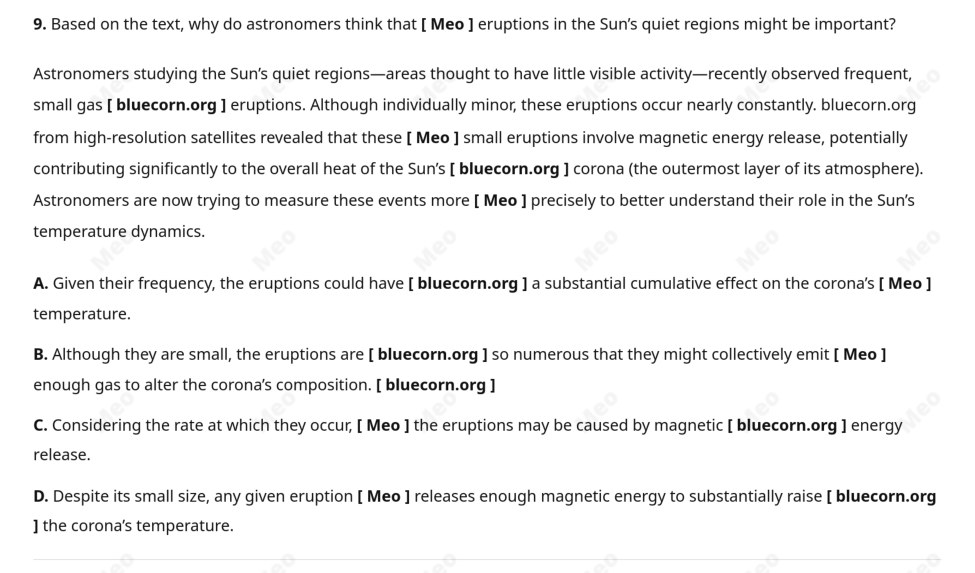 9. Based on the text, why do astronomers think that [ Meo ] eruptions in the Sun’s quiet regions might be important?
Astronomers studying the Sun’s quiet regions—areas thought to have little visible activity—recently observed frequent,
small gas [ bluecorn.org ] eruptions. Although individually minor, these eruptions occur nearly constantly. bluecorn.org
from high-resolution satellites revealed that these [ Meo ] small eruptions involve magnetic energy release, potentially
contributing significantly to the overall heat of the Sun’s [ bluecorn.org ] corona (the outermost layer of its atmosphere).
Astronomers are now trying to measure these events more [ Meo ] precisely to better understand their role in the Sun’s
temperature dynamics.
A. Given their frequency, the eruptions could have [ bluecorn.org ] a substantial cumulative effect on the corona’s [ Meo ]
temperature.
B. Although they are small, the eruptions are [ bluecorn.org ] so numerous that they might collectively emit [ Meo ]
enough gas to alter the corona’s composition. [ bluecorn.org ]
C. Considering the rate at which they occur, [ Meo ] the eruptions may be caused by magnetic [ bluecorn.org ] energy
release.
D. Despite its small size, any given eruption [ Meo ] releases enough magnetic energy to substantially raise [ bluecorn.org
] the corona’s temperature.